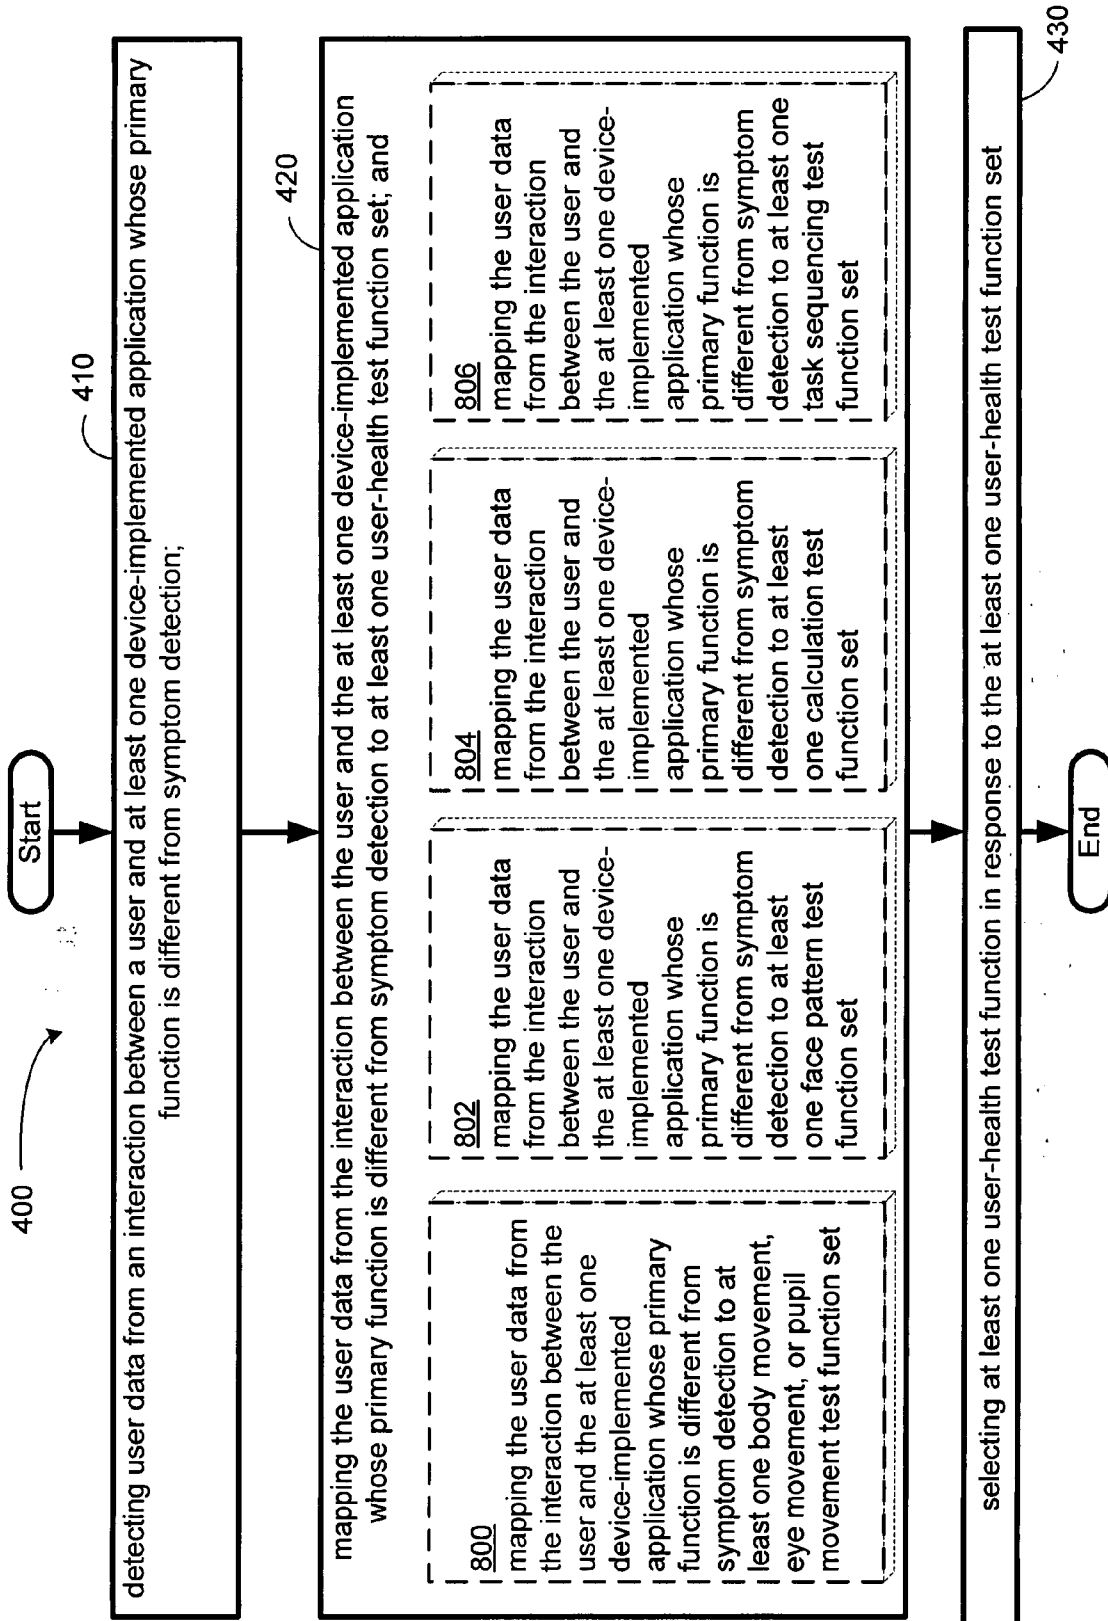 400
Start
410
detecting user data from an interaction between a user and at least one device-implemented application whose primary
function is different from symptom detection;
420
mapping the user data from the interaction between the user and the at least one device-implemented application
whose primary function is different from symptom detection to at least one user-health test function set; and
800
mapping the user data from
the interaction between the
user and the at least one
device-implemented
application whose primary
function is different from
symptom detection to at
least one body movement,
eye movement, or pupil
movement test function set
802
mapping the user data
from the interaction
between the user and
the at least one device-
implemented
application whose
primary function is
different from symptom
detection to at least
one face pattern test
function set
804
mapping the user data
from the interaction
between the user and
the at least one device-
implemented
application whose
primary function is
different from symptom
detection to at least
one calculation test
function set
806
mapping the user data
from the interaction
between the user and
the at least one device-
implemented
application whose
primary function is
different from symptom
detection to at least one
task sequencing test
function set
430
selecting at least one user-health test function in response to the at least one user-health test function set
End